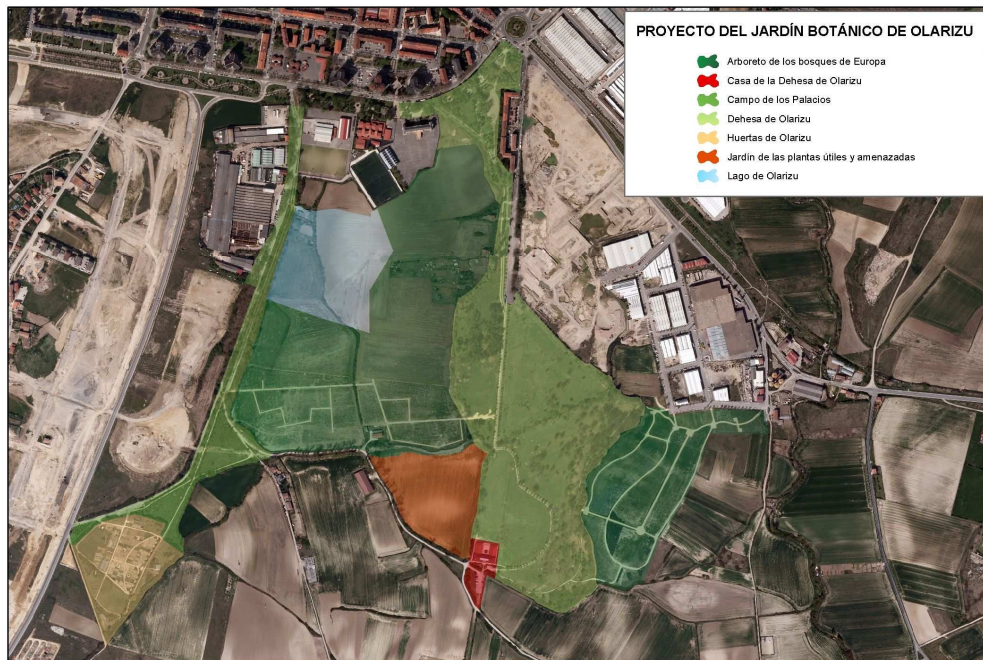 PROYECTO DEL JARDÍN BOTÁNICO DE OLARIZU
Arboreto de los bosques de Europa
Casa de la Dehesa de Olarizu
Campo de los Palacios
Dehesa de Olarizu
Huertas de Olarizu
Jardín de las plantas útiles y amenazadas
Lago de Olarizu